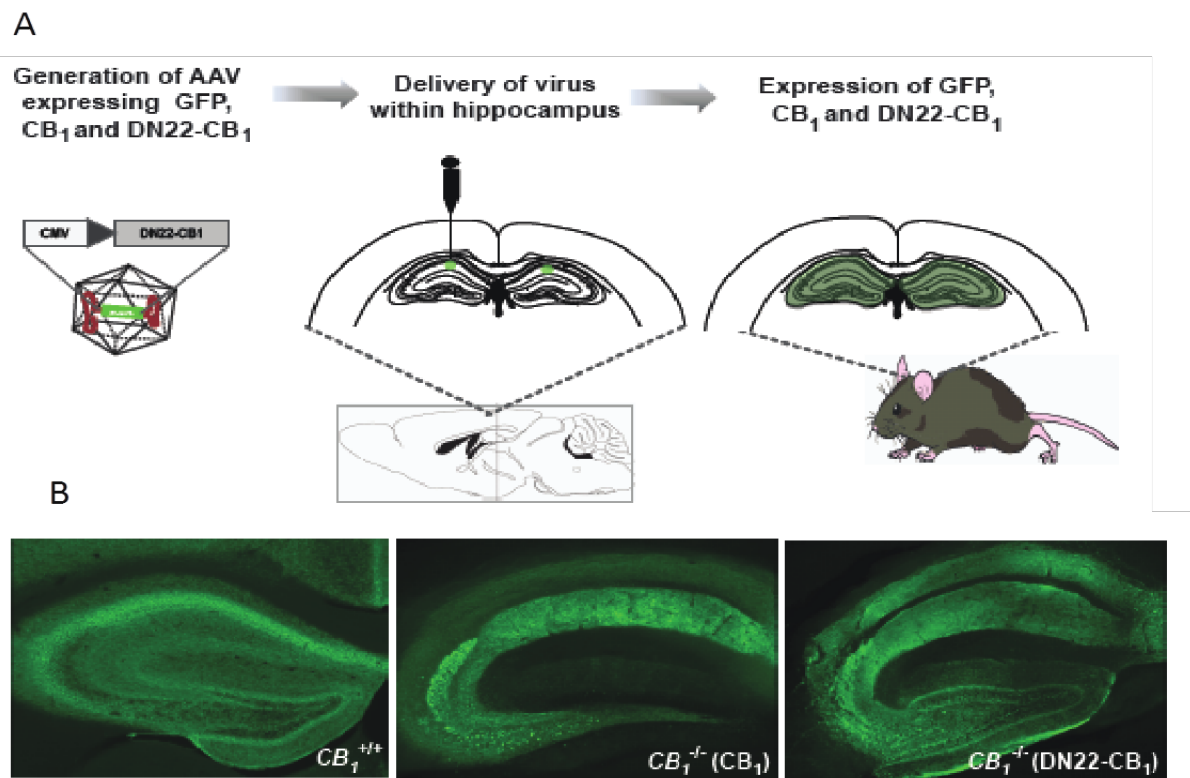 A
Generation of AAV
expressing GFP,
CB1 and DN22-CB1
Delivery of virus
within hippocampus
Expression of GFP,
CB1 and DN22-CB1
CMV
DN22-CB1
B
CB1+/+
CB1-/- (CB1)
CB1-/- (DN22-CB1)